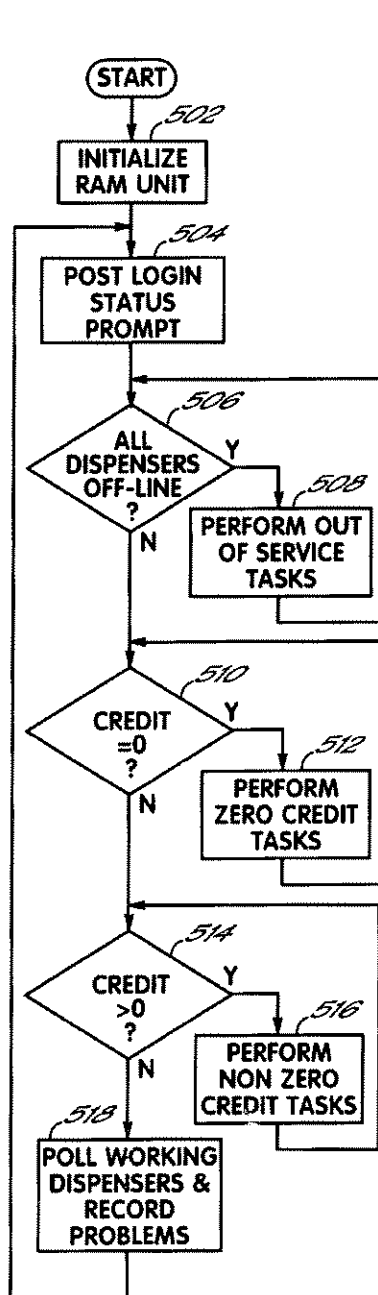 START
502
INITIALIZE
RAM UNIT
504
POST LOGIN
STATUS
PROMPT
506
ALL
DISPENSERS
OFF-LINE
?
Y
N
508
PERFORM OUT
OF SERVICE
TASKS
510
CREDIT
=0
?
Y
N
512
PERFORM
ZERO CREDIT
TASKS
514
CREDIT
>0
?
Y
N
516
PERFORM
NON ZERO
CREDIT TASKS
518
POLL WORKING
DISPENSERS &
RECORD
PROBLEMS